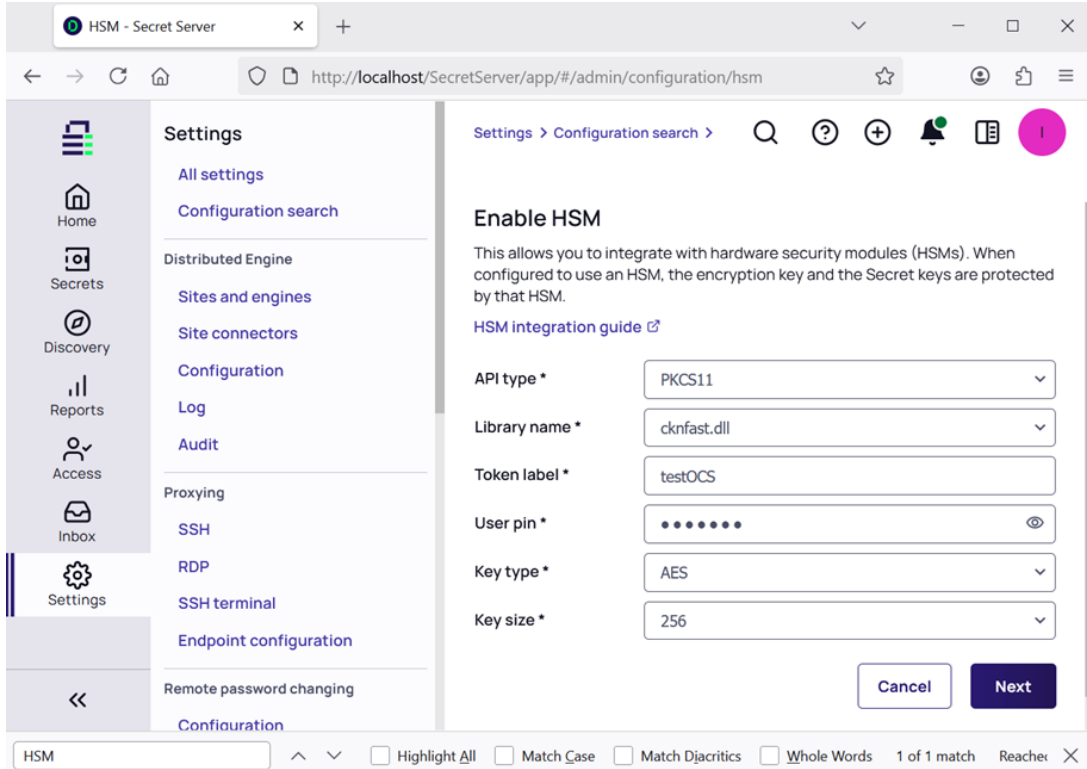 HSM - Secret Server
http://localhost/SecretServer/app/#/admin/configuration/hsm
Home
Secrets
Discovery
Reports
Access
Inbox
Settings
Settings
All settings
Configuration search
Distributed Engine
Sites and engines
Site connectors
Configuration
Log
Audit
Proxying
SSH
RDP
SSH terminal
Endpoint configuration
Remote password changing
Configuration
Settings > Configuration search >
I
Enable HSM
This allows you to integrate with hardware security modules (HSMs). When
configured to use an HSM, the encryption key and the Secret keys are protected
by that HSM.
HSM integration guide
API type * PKCS11
Library name * cknfast.dll
Token label * testOCS
User pin * •••••••
Key type * AES
Key size * 256
Cancel Next
HSM Highlight All Match Case Match Diacritics Whole Words 1 of 1 match Reachec